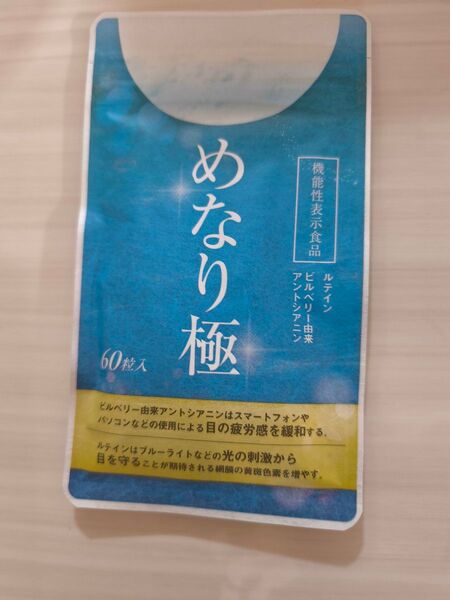 めなり極
機能性表示食品
ルテイン
ビルベリー由来
アントシアニン
60粒入
ビルベリー由来アントシアニンはスマートフォンや
パソコンなどの使用による目の疲労感を緩和する。
ルテインはブルーライトなどの光の刺激から
目を守ることが期待される網膜の黄斑色素を増やす。